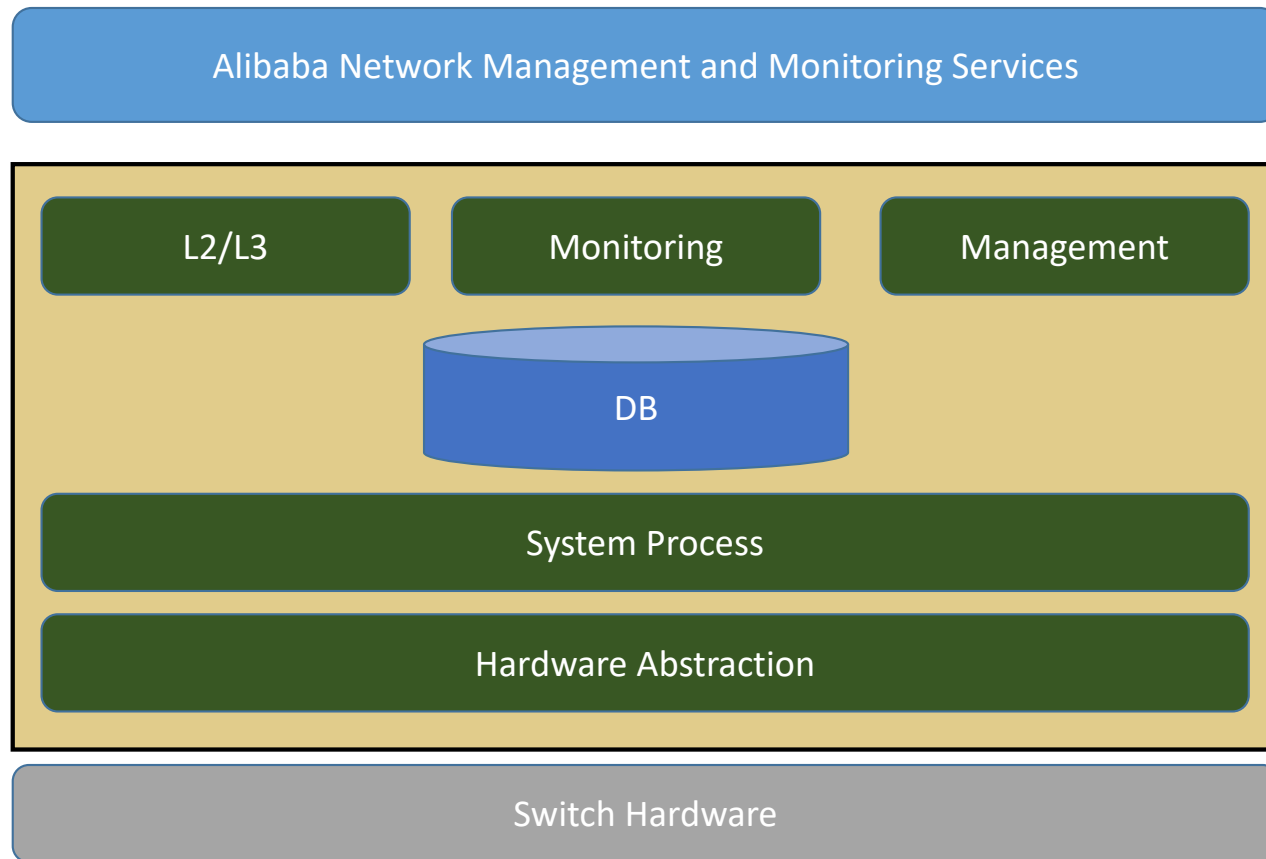 Alibaba Network Management and Monitoring Services
L2/L3
Monitoring
Management
DB
System Process
Hardware Abstraction
Switch Hardware